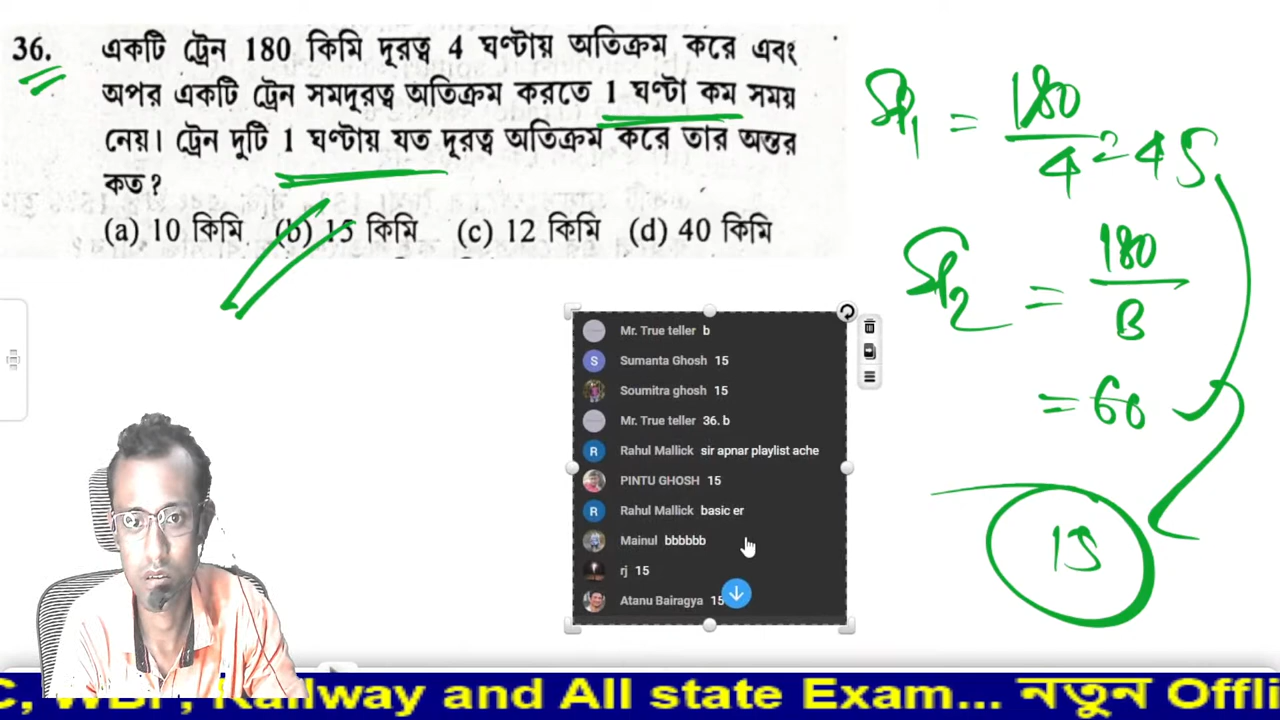 36. একটি ট্রেন 180 কিমি দূরত্ব 4 ঘণ্টায় অতিক্রম করে এবং
অপর একটি ট্রেন সমদূরত্ব অতিক্রম করতে 1 ঘণ্টা কম সময়
নেয়। ট্রেন দুটি 1 ঘণ্টায় যত দূরত্ব অতিক্রম করে তার অন্তর
কত?
(a) 10 কিমি (b) 15 কিমি (c) 12 কিমি (d) 40 কিমি
Sp1 = 180/4 = 45
Sp2 = 180/3
= 60
15
Mr. True teller b
Sumanta Ghosh 15
Soumitra ghosh 15
Mr. True teller 36. b
Rahul Mallick sir apnar playlist ache
PINTU GHOSH 15
Rahul Mallick basic er
Mainul bbbbbb
rj 15
Atanu Bairagya 15
C, WBP, Railway and All state Exam... নতুন Offli